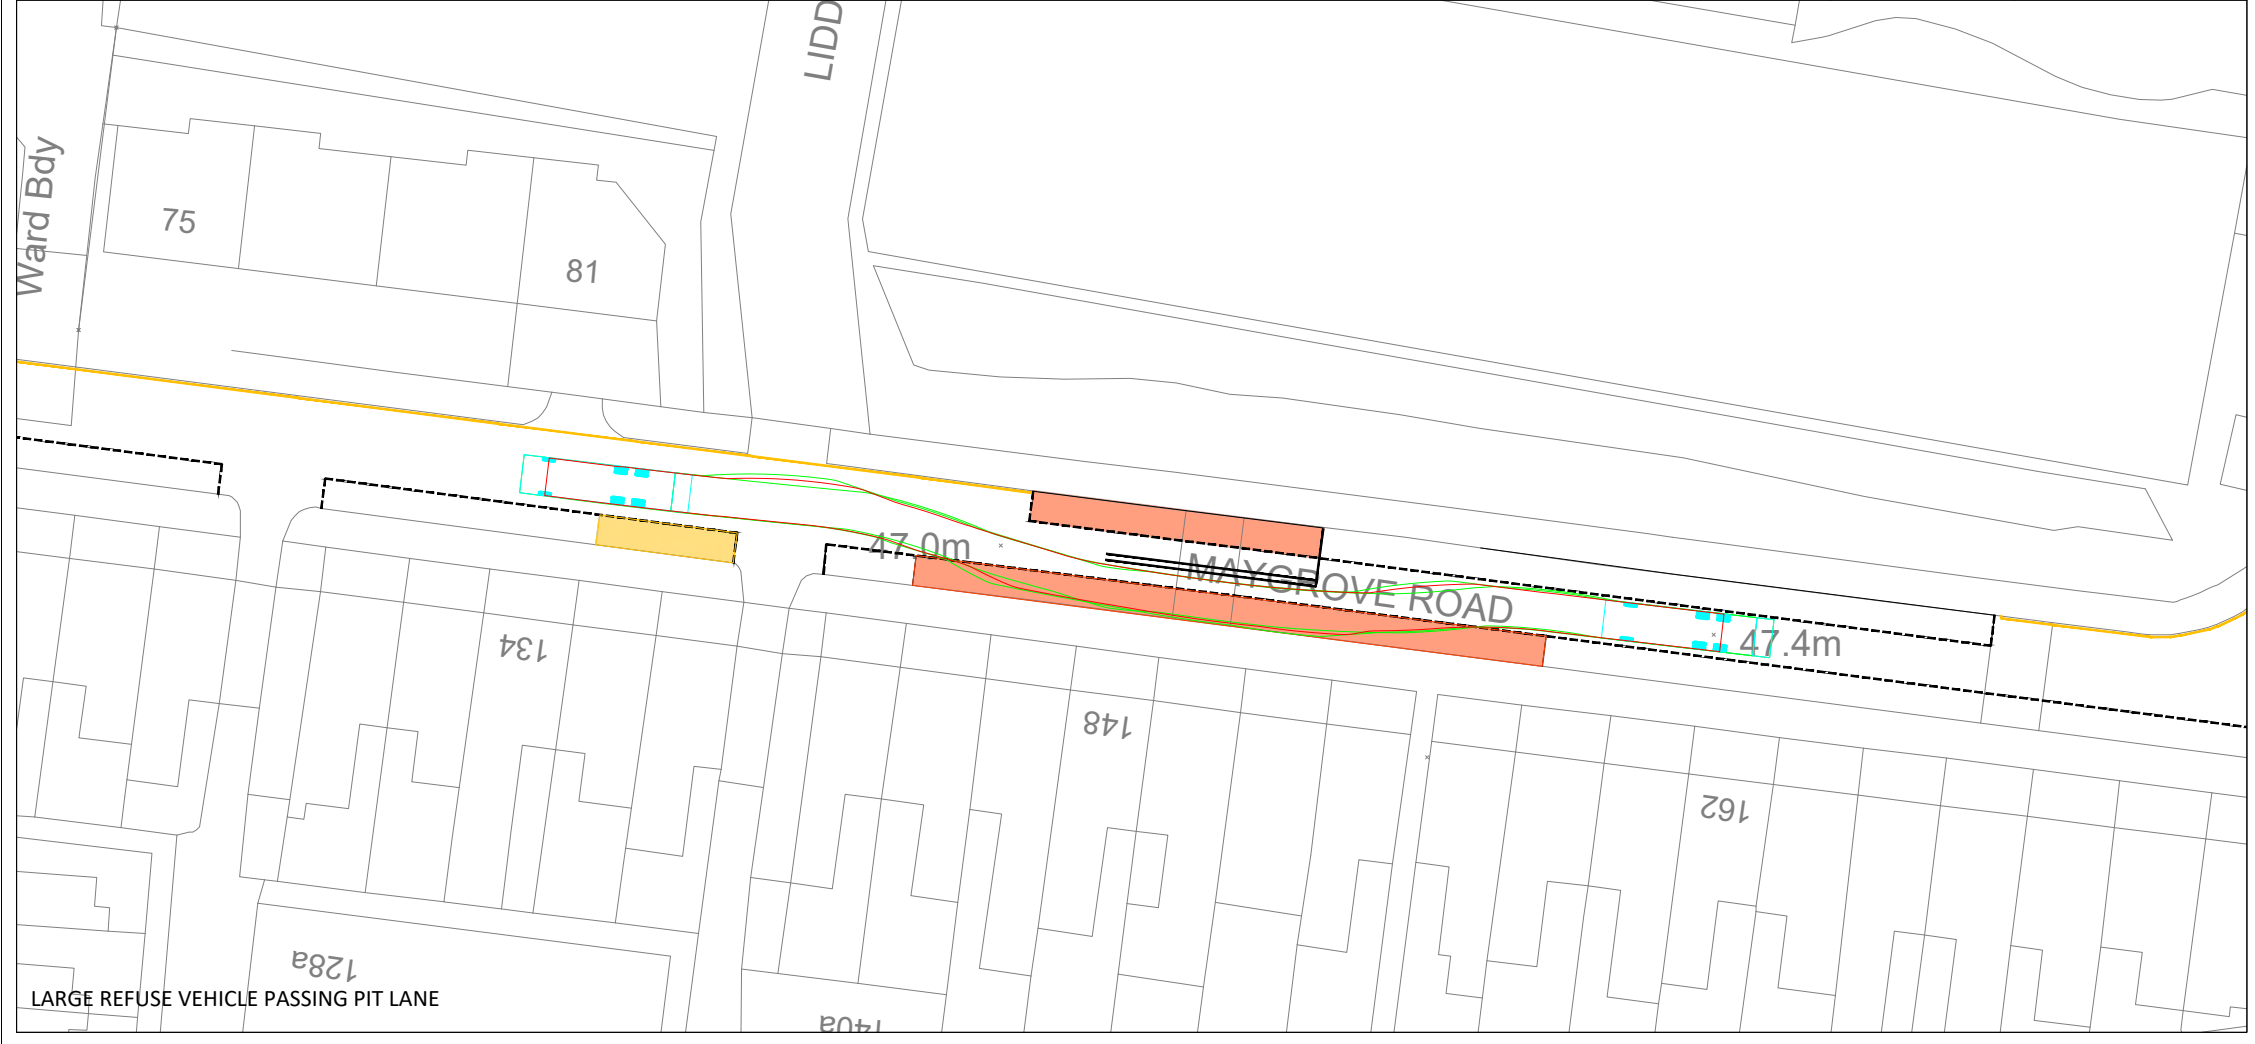 LIDD
Ward Bdy
75
81
47.0m
MAYGROVE ROAD
47.4m
134
148
162
128a
140a
LARGE REFUSE VEHICLE PASSING PIT LANE